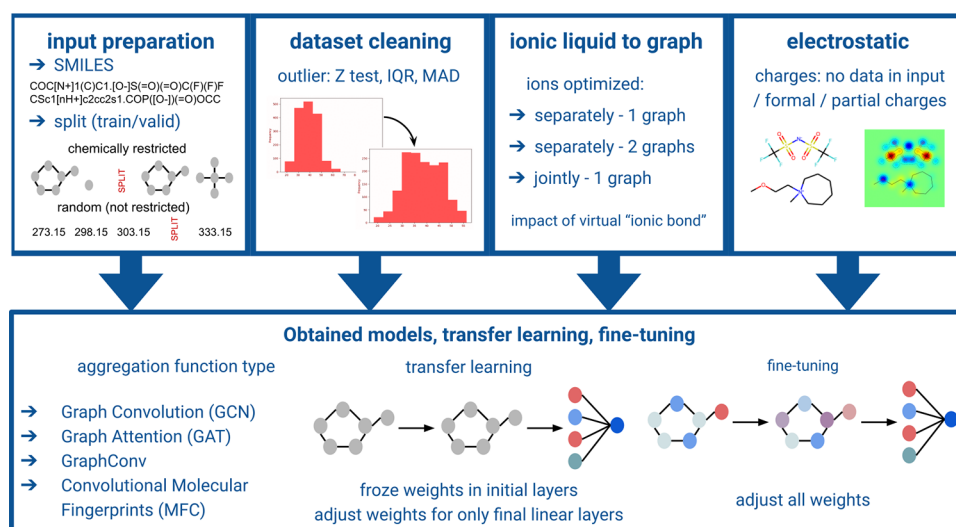 input preparation
SMILES
COC[N+]1(C)C1.[O-]S(=O)(=O)C(F)(F)F
CSc1[nH+]c2cc2s1.COP([O-])(=O)OCC
split (train/valid)
chemically restricted
SPLIT
random (not restricted)
273.15 298.15 303.15 SPLIT 333.15
dataset cleaning
outlier: Z test, IQR, MAD
ionic liquid to graph
ions optimized:
separately - 1 graph
separately - 2 graphs
jointly - 1 graph
impact of virtual “ionic bond”
electrostatic
charges: no data in input
/ formal / partial charges
Obtained models, transfer learning, fine-tuning
aggregation function type
Graph Convolution (GCN)
Graph Attention (GAT)
GraphConv
Convolutional Molecular
Fingerprints (MFC)
transfer learning
froze weights in initial layers
adjust weights for only final linear layers
fine-tuning
adjust all weights